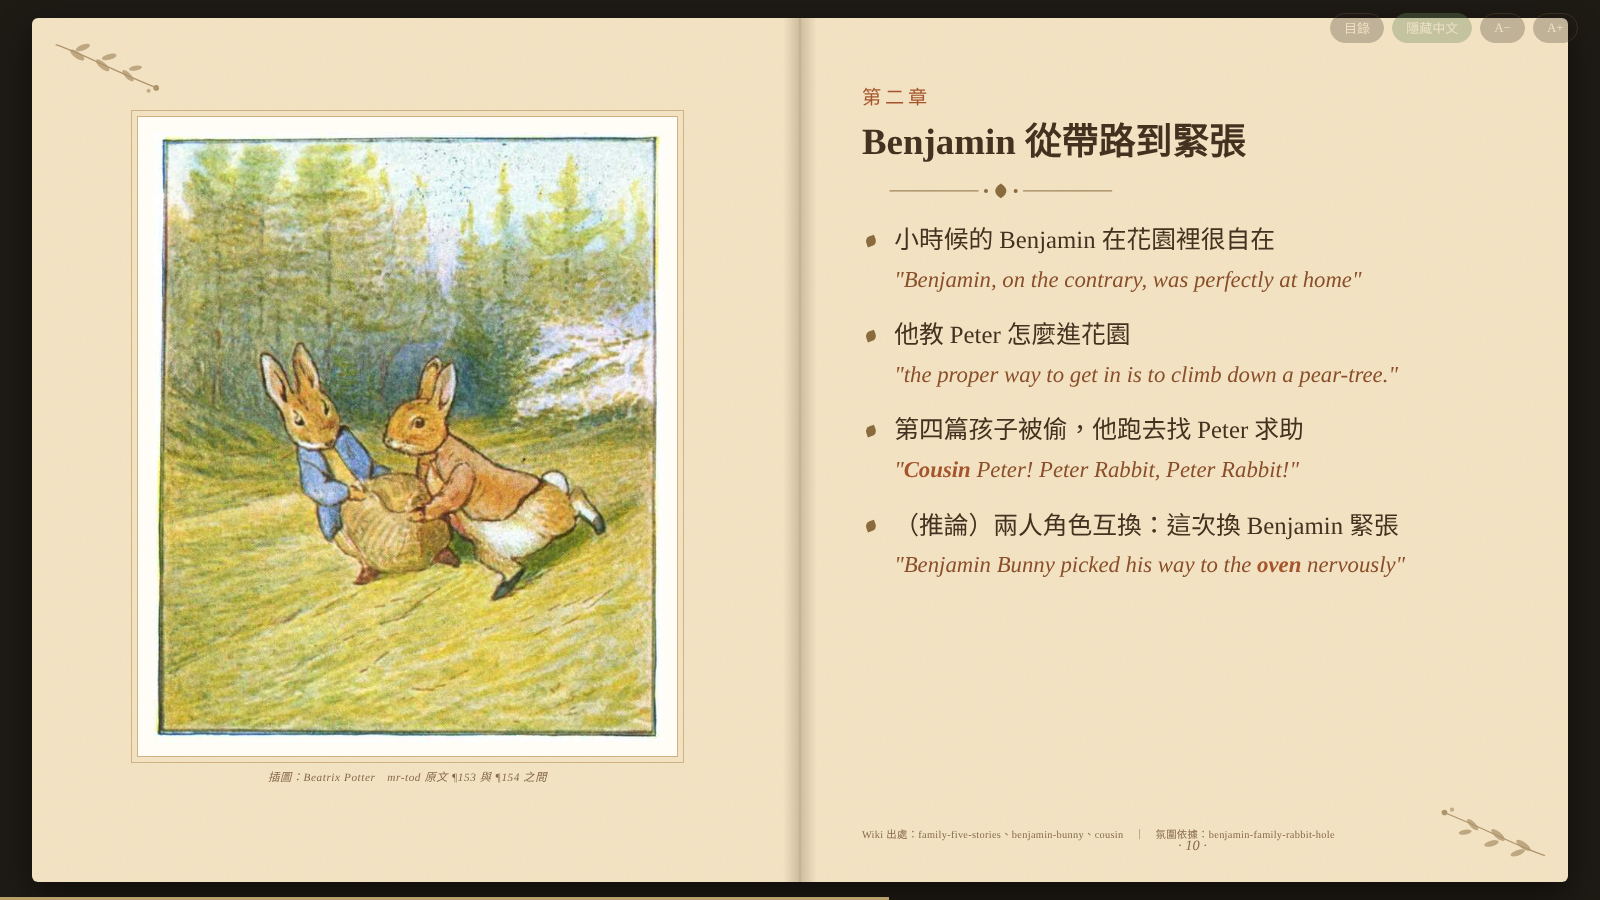 目錄 隱藏中文 A− A+
第二章
Benjamin 從帶路到緊張
小時候的 Benjamin 在花園裡很自在
"Benjamin, on the contrary, was perfectly at home"
他教 Peter 怎麼進花園
"the proper way to get in is to climb down a pear-tree."
第四篇孩子被偷，他跑去找 Peter 求助
"Cousin Peter! Peter Rabbit, Peter Rabbit!"
（推論）兩人角色互換：這次換 Benjamin 緊張
"Benjamin Bunny picked his way to the oven nervously"
插圖：Beatrix Potter　mr-tod 原文 ¶153 與 ¶154 之間
Wiki 出處：family-five-stories、benjamin-bunny、cousin ｜ 氛圍依據：benjamin-family-rabbit-hole
· 10 ·